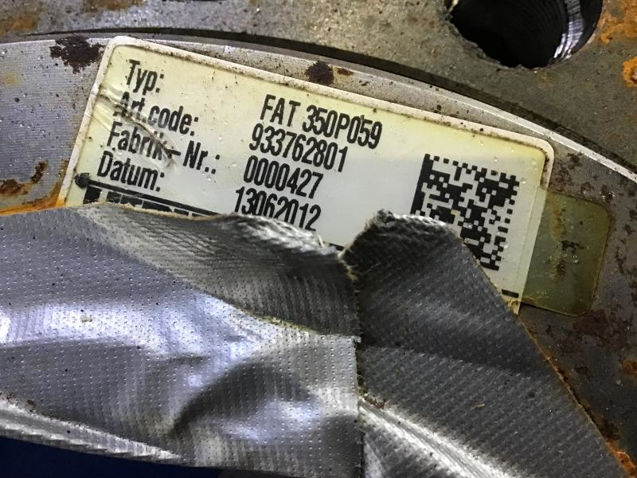 Typ: FAT 350P059
Art.code: 933762801
Fabrik-Nr.: 0000427
Datum: 13062012